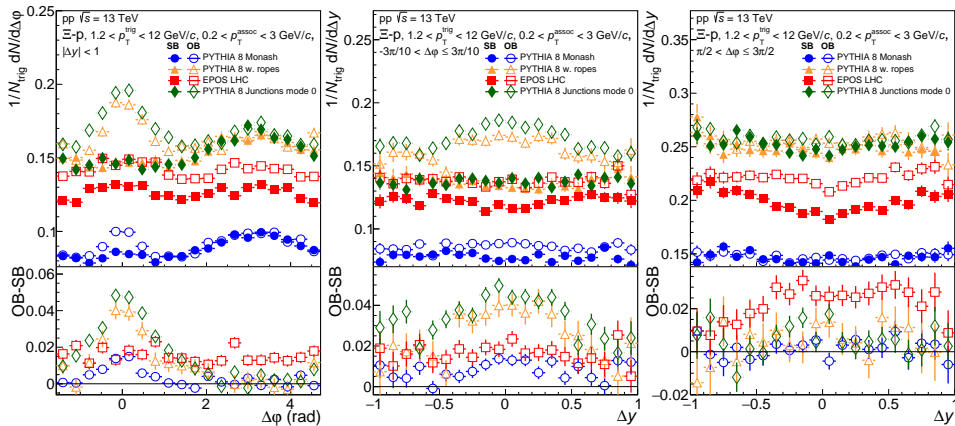 pp √s = 13 TeV
Ξ-p, 1.2 < p_T^trig < 12 GeV/c, 0.2 < p_T^assoc < 3 GeV/c,
|Δy| < 1
SB OB
PYTHIA 8 Monash
PYTHIA 8 w. ropes
EPOS LHC
PYTHIA 8 Junctions mode 0
1/N_trig dN/dΔφ
0.25
0.2
0.15
0.1
OB-SB
0.06
0.04
0.02
0
0 2 4
Δφ (rad)
pp √s = 13 TeV
Ξ-p, 1.2 < p_T^trig < 12 GeV/c, 0.2 < p_T^assoc < 3 GeV/c,
-3π/10 < Δφ ≤ 3π/10
SB OB
PYTHIA 8 Monash
PYTHIA 8 w. ropes
EPOS LHC
PYTHIA 8 Junctions mode 0
1/N_trig dN/dΔy
0.25
0.2
0.15
0.1
OB-SB
0.04
0.02
0
−1 −0.5 0 0.5 1
Δy
pp √s = 13 TeV
Ξ-p, 1.2 < p_T^trig < 12 GeV/c, 0.2 < p_T^assoc < 3 GeV/c,
π/2 < Δφ ≤ 3π/2
SB OB
PYTHIA 8 Monash
PYTHIA 8 w. ropes
EPOS LHC
PYTHIA 8 Junctions mode 0
1/N_trig dN/dΔy
0.35
0.3
0.25
0.2
0.15
OB-SB
0.02
0
−0.02
−1 −0.5 0 0.5 1
Δy